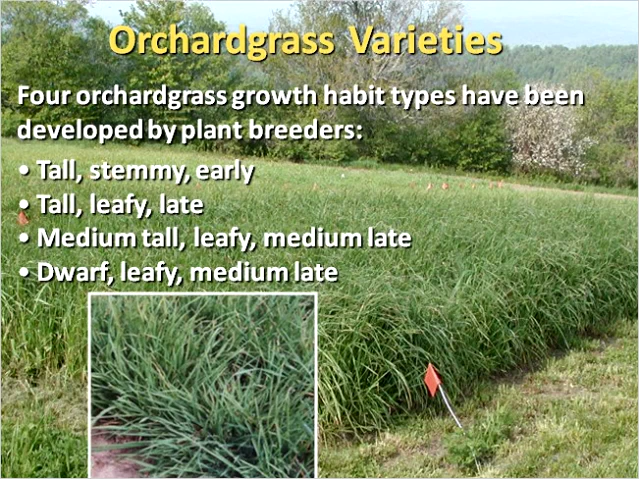 Orchardgrass Varieties
Four orchardgrass growth habit types have been
developed by plant breeders:
• Tall, stemmy, early
• Tall, leafy, late
• Medium tall, leafy, medium late
• Dwarf, leafy, medium late